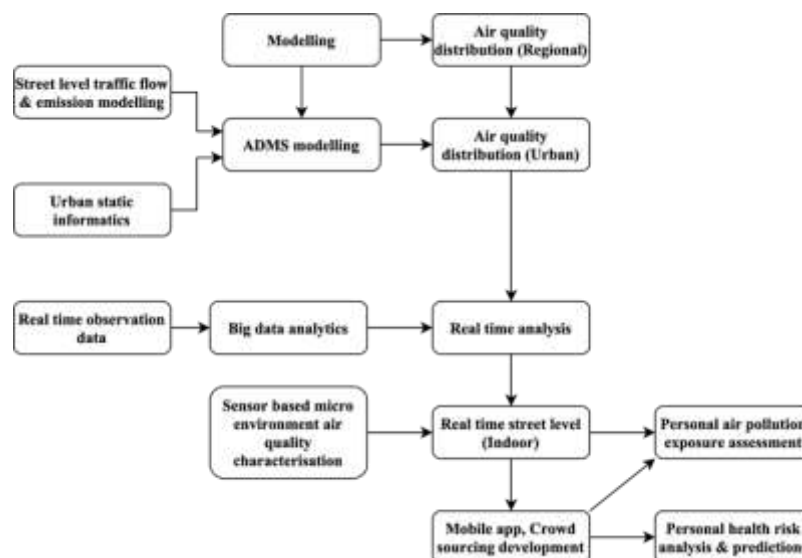 Modelling
Air quality
distribution (Regional)
Street level traffic flow
& emission modelling
ADMS modelling
Air quality
distribution (Urban)
Urban static
informatics
Real time observation
data
Big data analytics
Real time analysis
Sensor based micro
environment air
quality
characterisation
Real time street level
(Indoor)
Personal air pollution
exposure assessment
Mobile app, Crowd
sourcing development
Personal health risk
analysis & prediction